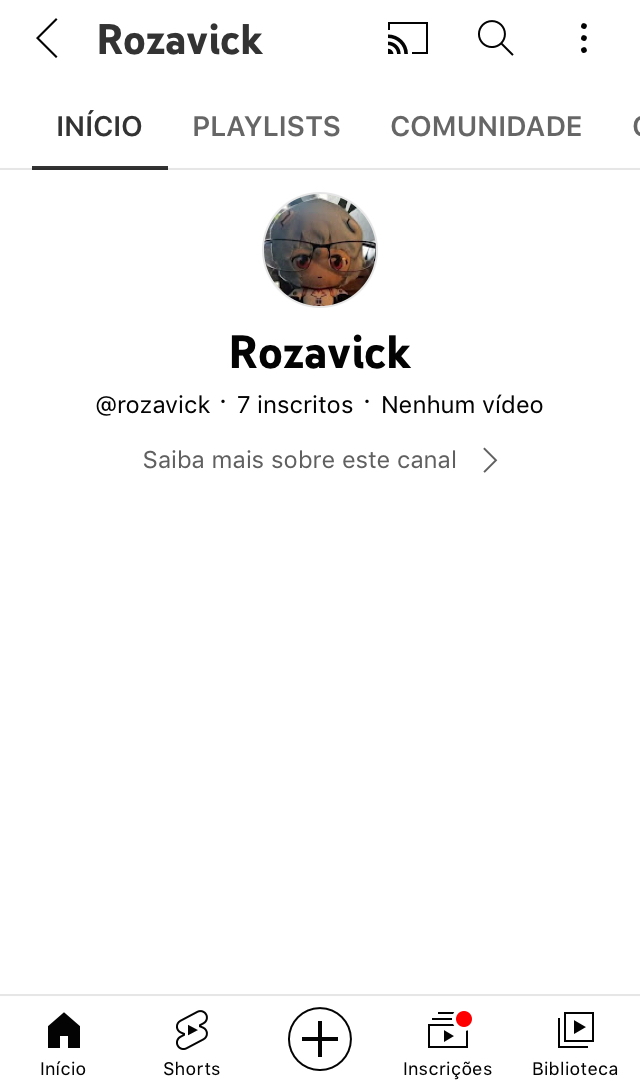 Rozavick
INÍCIO PLAYLISTS COMUNIDADE
Rozavick
@rozavick · 7 inscritos · Nenhum vídeo
Saiba mais sobre este canal
Início Shorts Inscrições Biblioteca